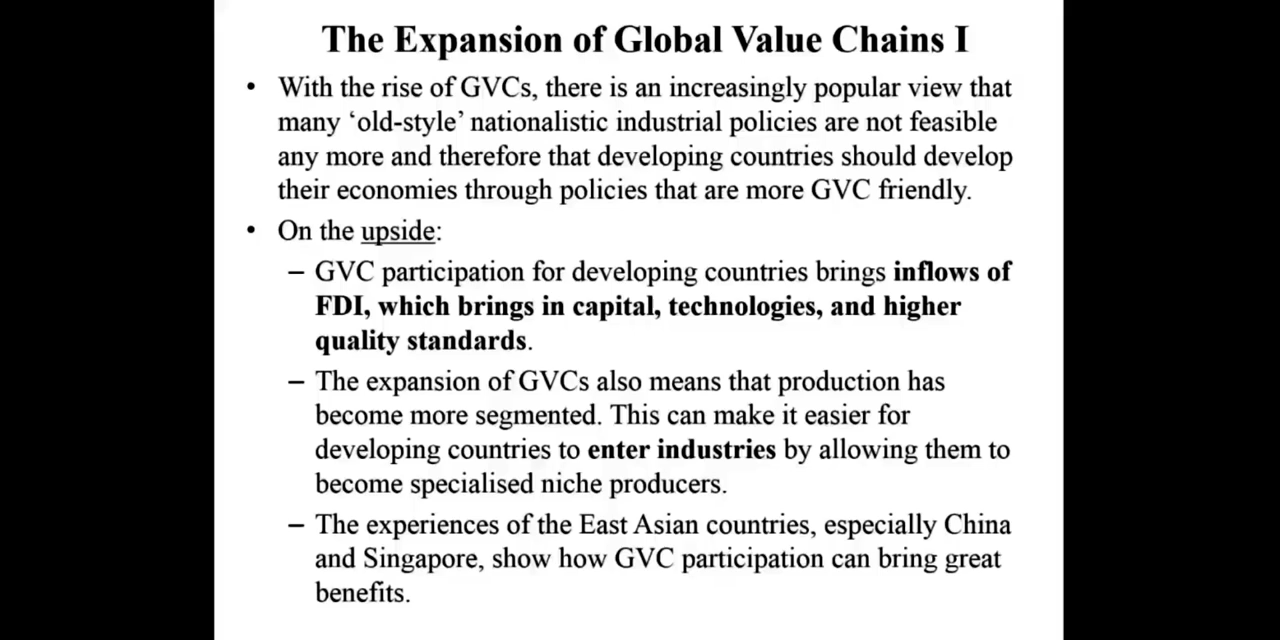 The Expansion of Global Value Chains I
• With the rise of GVCs, there is an increasingly popular view that
many ‘old-style’ nationalistic industrial policies are not feasible
any more and therefore that developing countries should develop
their economies through policies that are more GVC friendly.
• On the upside:
– GVC participation for developing countries brings inflows of
FDI, which brings in capital, technologies, and higher
quality standards.
– The expansion of GVCs also means that production has
become more segmented. This can make it easier for
developing countries to enter industries by allowing them to
become specialised niche producers.
– The experiences of the East Asian countries, especially China
and Singapore, show how GVC participation can bring great
benefits.